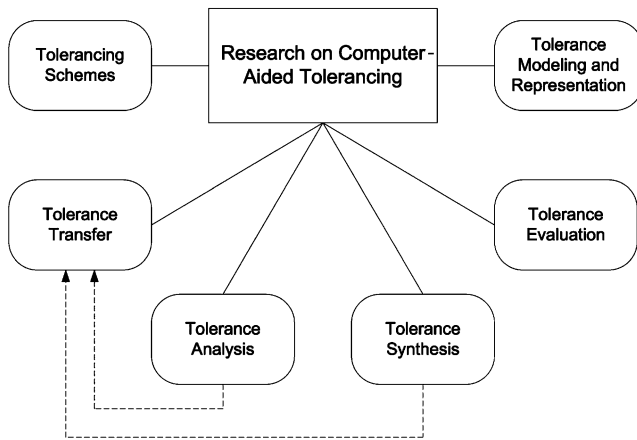 Tolerancing
Schemes
Research on Computer-
Aided Tolerancing
Tolerance
Modeling and
Representation
Tolerance
Transfer
Tolerance
Evaluation
Tolerance
Analysis
Tolerance
Synthesis